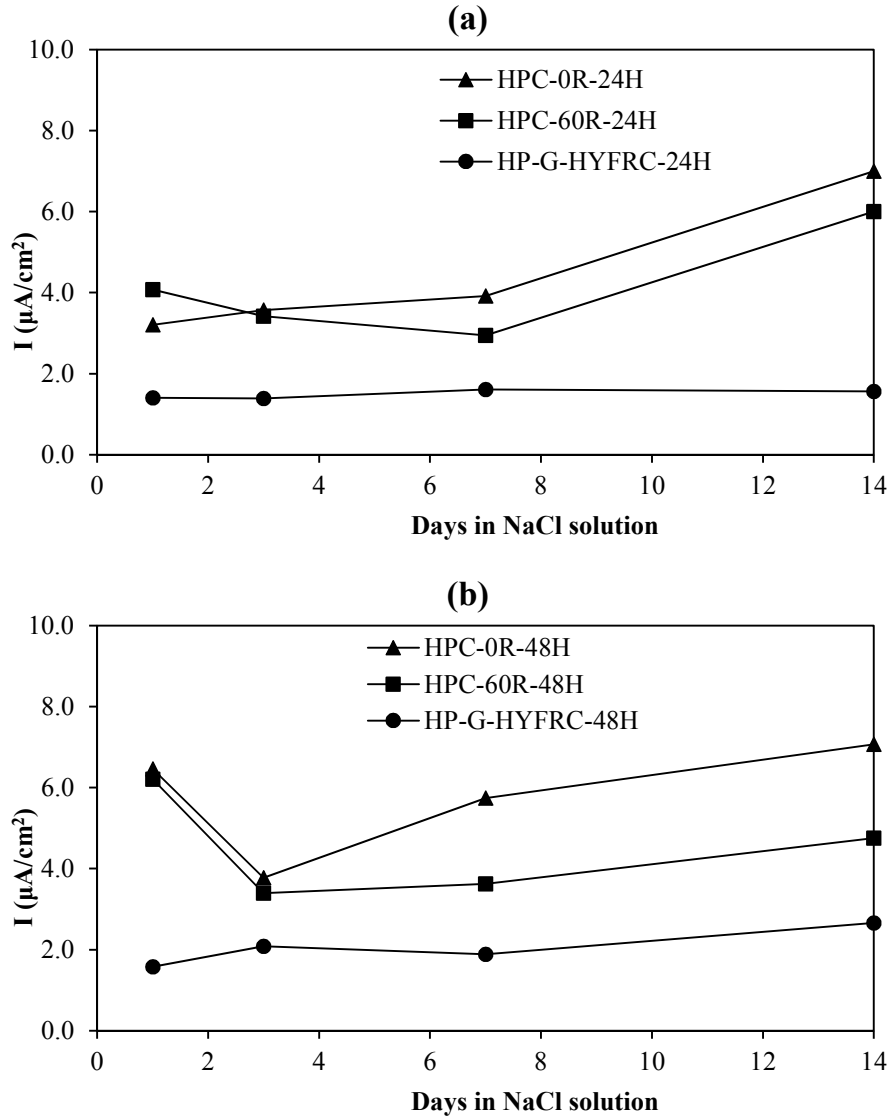 (a)
10.0
8.0
6.0
4.0
2.0
0.0
I (µA/cm²)
HPC-0R-24H
HPC-60R-24H
HP-G-HYFRC-24H
0 2 4 6 8 10 12 14
Days in NaCl solution
(b)
10.0
8.0
6.0
4.0
2.0
0.0
I (µA/cm²)
HPC-0R-48H
HPC-60R-48H
HP-G-HYFRC-48H
0 2 4 6 8 10 12 14
Days in NaCl solution